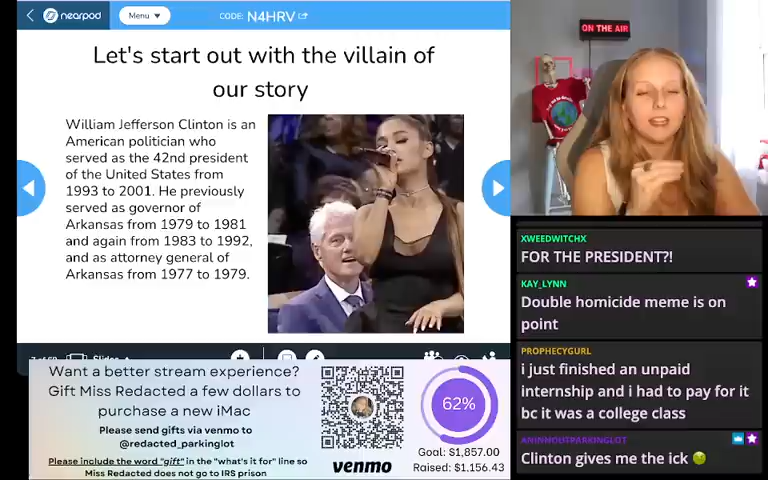 nearpod
Menu
CODE: N4HRV
ON THE AIR
Let's start out with the villain of
our story
William Jefferson Clinton is an
American politician who
served as the 42nd president
of the United States from
1993 to 2001. He previously
served as governor of
Arkansas from 1979 to 1981
and again from 1983 to 1992,
and as attorney general of
Arkansas from 1977 to 1979.
Want a better stream experience?
Gift Miss Redacted a few dollars to
purchase a new iMac
Please send gifts via venmo to
@redacted_parkinglot
Please include the word "gift" in the "what's it for" line so
Miss Redacted does not go to IRS prison
venmo
62%
Goal: $1,857.00
Raised: $1,156.43
XWEEDWITCHX
FOR THE PRESIDENT?!
KAY_LYNN
Double homicide meme is on
point
PROPHECYGURL
i just finished an unpaid
internship and i had to pay for it
bc it was a college class
ANINHOUTPARKINGLOT
Clinton gives me the ick